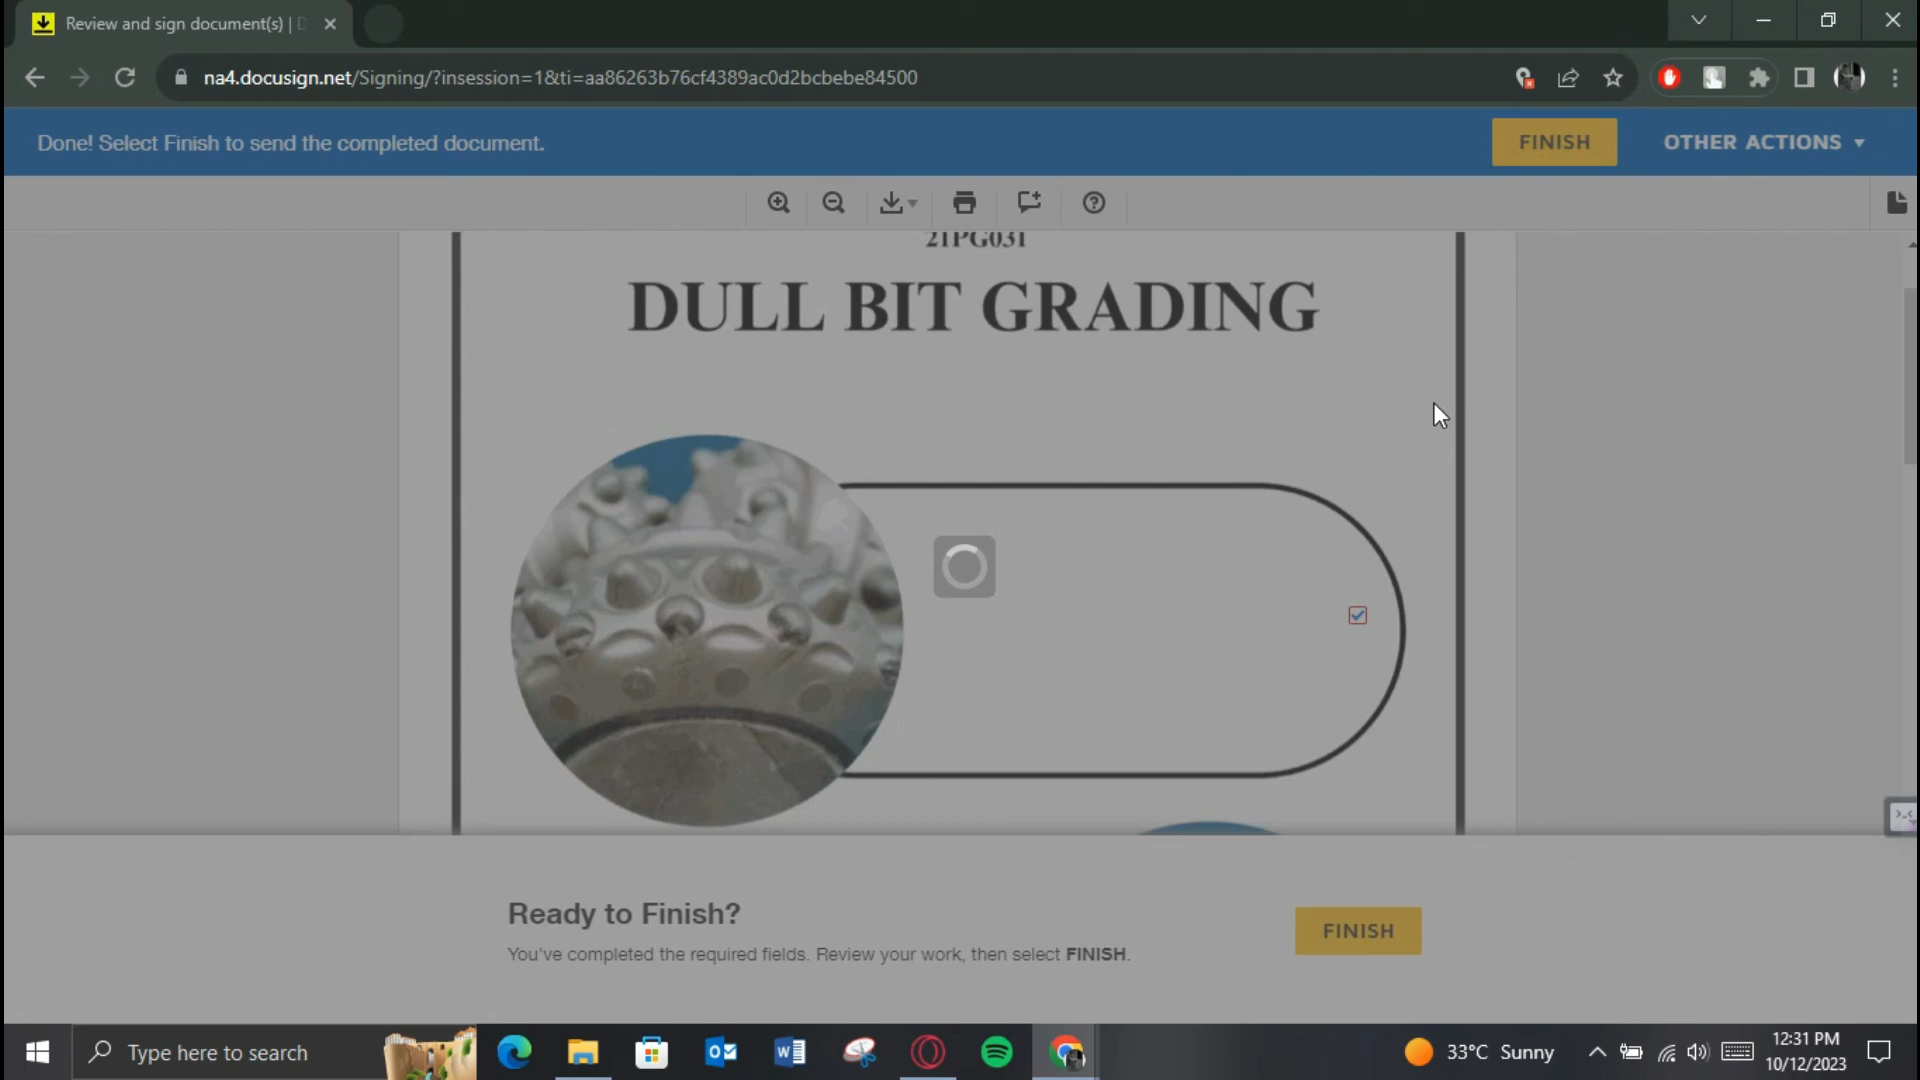 Review and sign document(s) |
na4.docusign.net/Signing/?insession=1&ti=aa86263b76cf4389ac0d2bcbebe84500
Done! Select Finish to send the completed document.
FINISH
OTHER ACTIONS
21PG031
DULL BIT GRADING
Ready to Finish?
You've completed the required fields. Review your work, then select FINISH.
FINISH
Type here to search
33°C Sunny
12:31 PM
10/12/2023